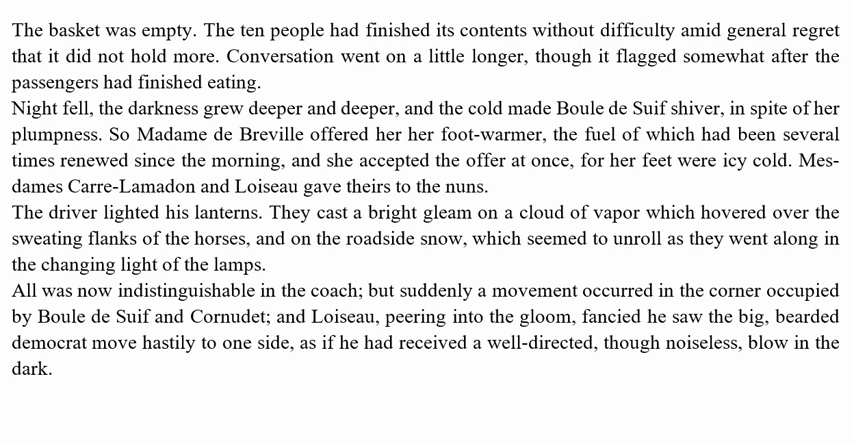 The basket was empty. The ten people had finished its contents without difficulty amid general regret
that it did not hold more. Conversation went on a little longer, though it flagged somewhat after the
passengers had finished eating.
Night fell, the darkness grew deeper and deeper, and the cold made Boule de Suif shiver, in spite of her
plumpness. So Madame de Breville offered her her foot-warmer, the fuel of which had been several
times renewed since the morning, and she accepted the offer at once, for her feet were icy cold. Mes-
dames Carre-Lamadon and Loiseau gave theirs to the nuns.
The driver lighted his lanterns. They cast a bright gleam on a cloud of vapor which hovered over the
sweating flanks of the horses, and on the roadside snow, which seemed to unroll as they went along in
the changing light of the lamps.
All was now indistinguishable in the coach; but suddenly a movement occurred in the corner occupied
by Boule de Suif and Cornudet; and Loiseau, peering into the gloom, fancied he saw the big, bearded
democrat move hastily to one side, as if he had received a well-directed, though noiseless, blow in the
dark.